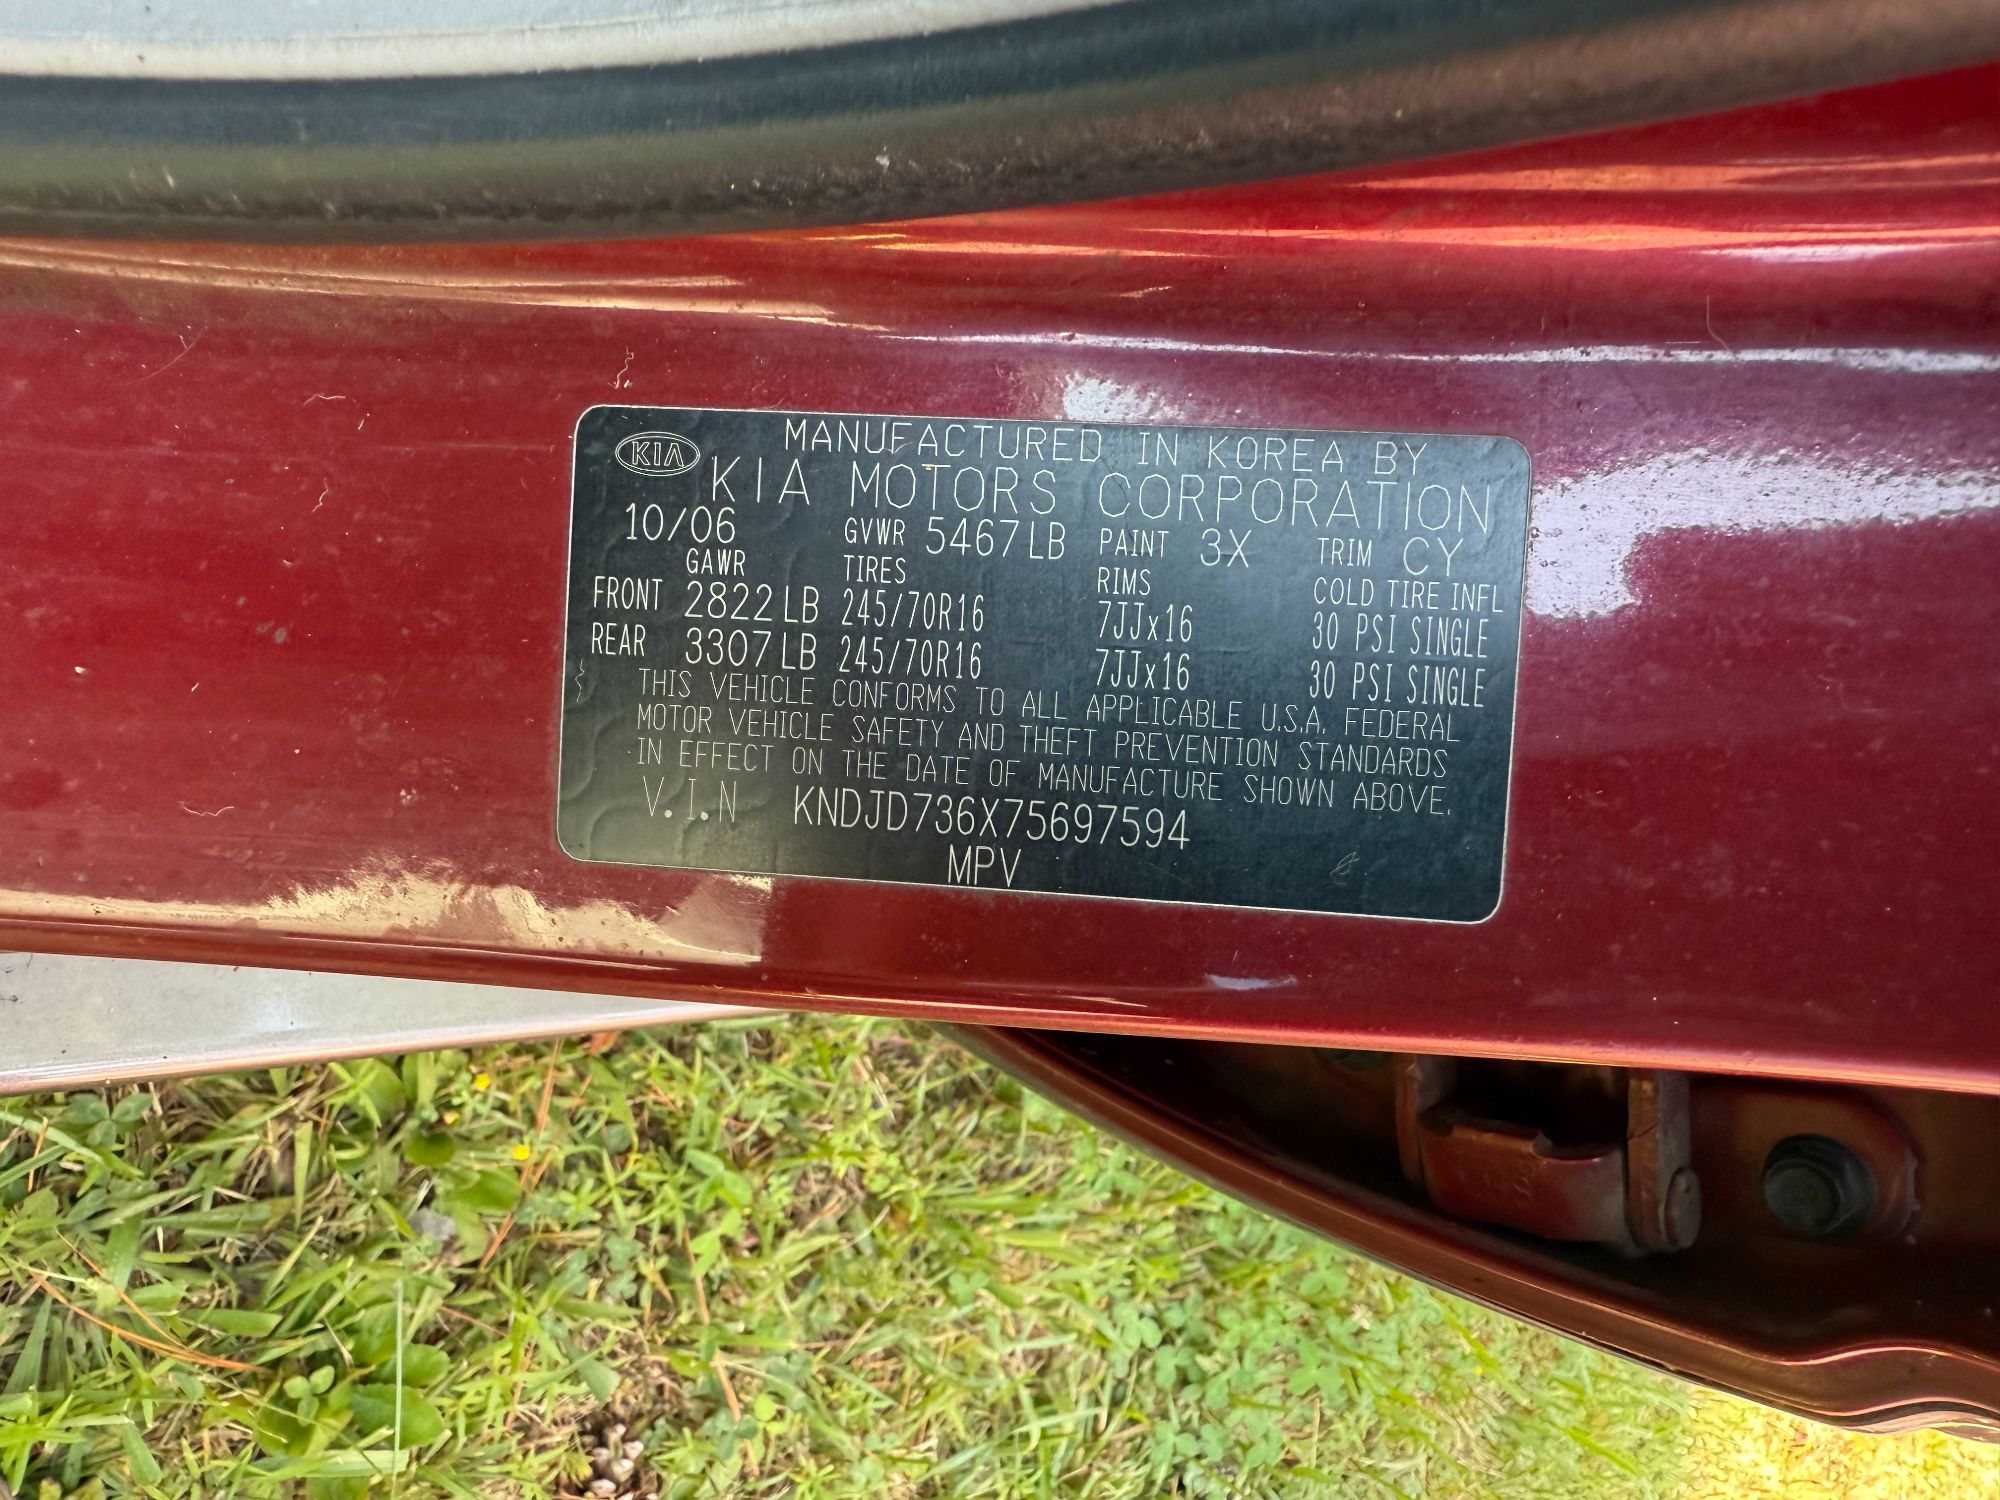 KIA MANUFACTURED IN KOREA BY
KIA MOTORS CORPORATION
10/06 GVWR 5467LB PAINT 3X TRIM CY
GAWR TIRES RIMS COLD TIRE INFL
FRONT 2822LB 245/70R16 7JJx16 30 PSI SINGLE
REAR 3307LB 245/70R16 7JJx16 30 PSI SINGLE
THIS VEHICLE CONFORMS TO ALL APPLICABLE U.S.A. FEDERAL
MOTOR VEHICLE SAFETY AND THEFT PREVENTION STANDARDS
IN EFFECT ON THE DATE OF MANUFACTURE SHOWN ABOVE.
V.I.N KNDJD736X75697594
MPV